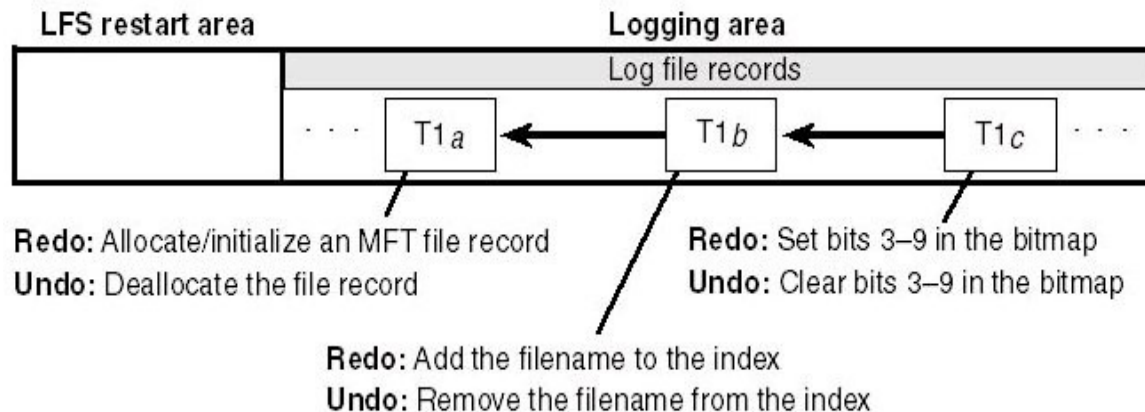 LFS restart area
Logging area
Log file records
. . .
T1a
T1b
T1c
. . .
Redo: Allocate/initialize an MFT file record
Undo: Deallocate the file record
Redo: Set bits 3–9 in the bitmap
Undo: Clear bits 3–9 in the bitmap
Redo: Add the filename to the index
Undo: Remove the filename from the index